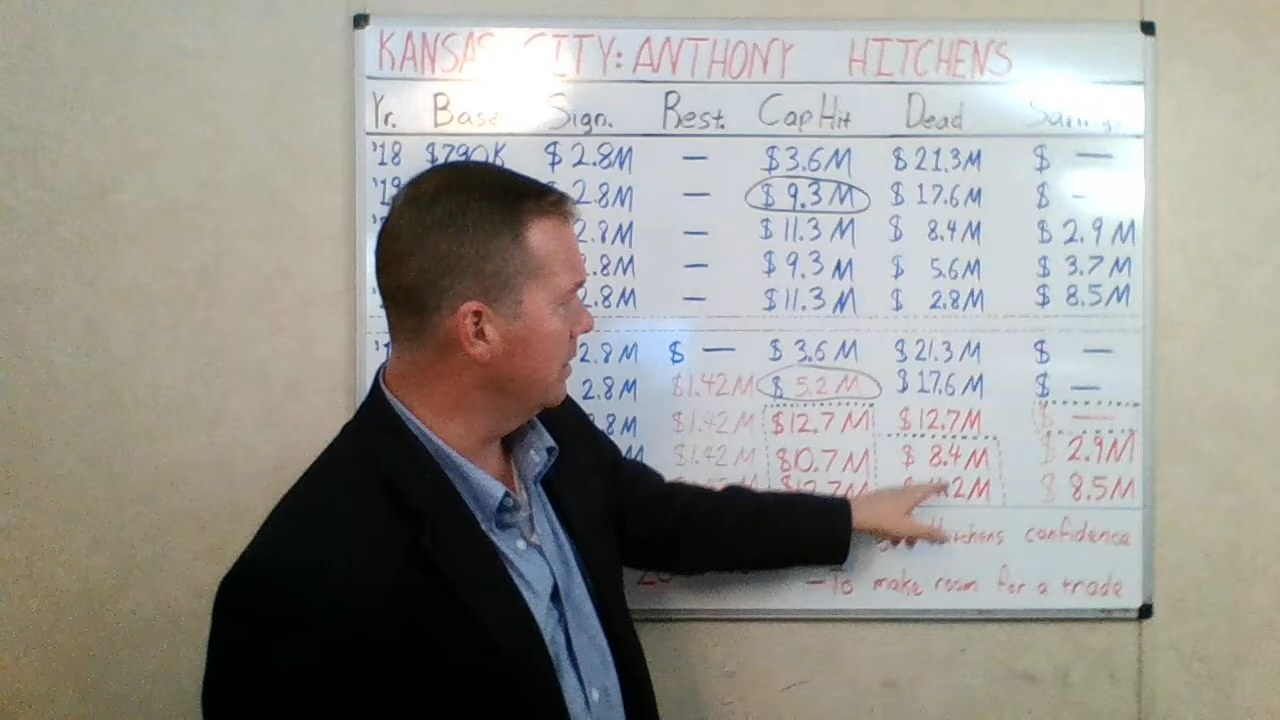 KANSAS CITY: ANTHONY HITCHENS
Yr. Base Sign. Rest. Cap Hit Dead
'18 $790K $2.8M — $3.6M $21.3M $ —
'19 2.8M — $9.3M $17.6M $ -
2.8M — $11.3M $ 8.4M $2.9M
.8M — $9.3M $ 5.6M $3.7M
.8M — $11.3M $ 2.8M $8.5M
2.8M $ — $3.6M $21.3M $ —
2.8M $1.42M $5.2M $17.6M $ —
.8M $1.42M $12.7M $12.7M $ —
M $1.42M $10.7M $8.4M $ 2.9M
2M $ 8.5M
Hitchens confidence
—To make room for a trade